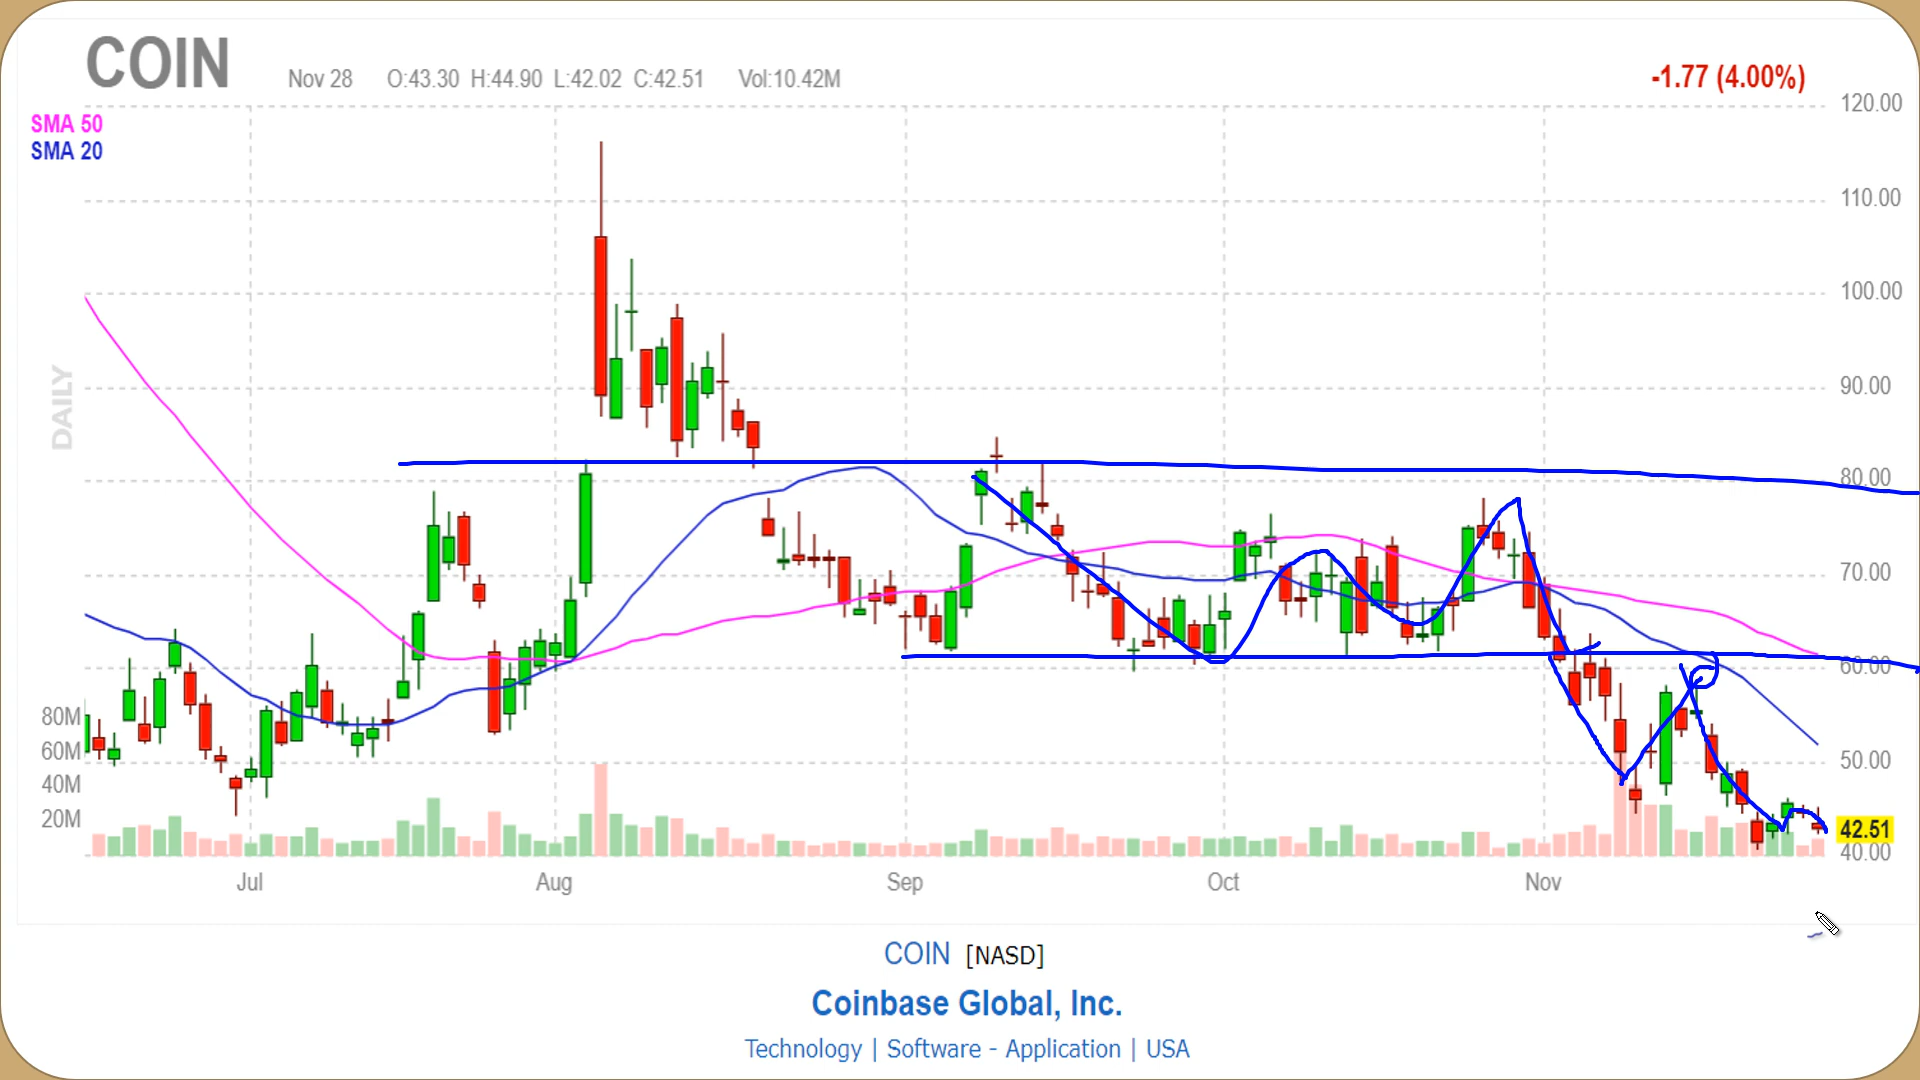 COIN Nov 28 O:43.30 H:44.90 L:42.02 C:42.51 Vol:10.42M -1.77 (4.00%)
SMA 50
SMA 20
DAILY
120.00
110.00
100.00
90.00
80.00
70.00
60.00
50.00
42.51
40.00
80M
60M
40M
20M
Jul Aug Sep Oct Nov
COIN [NASD]
Coinbase Global, Inc.
Technology | Software - Application | USA